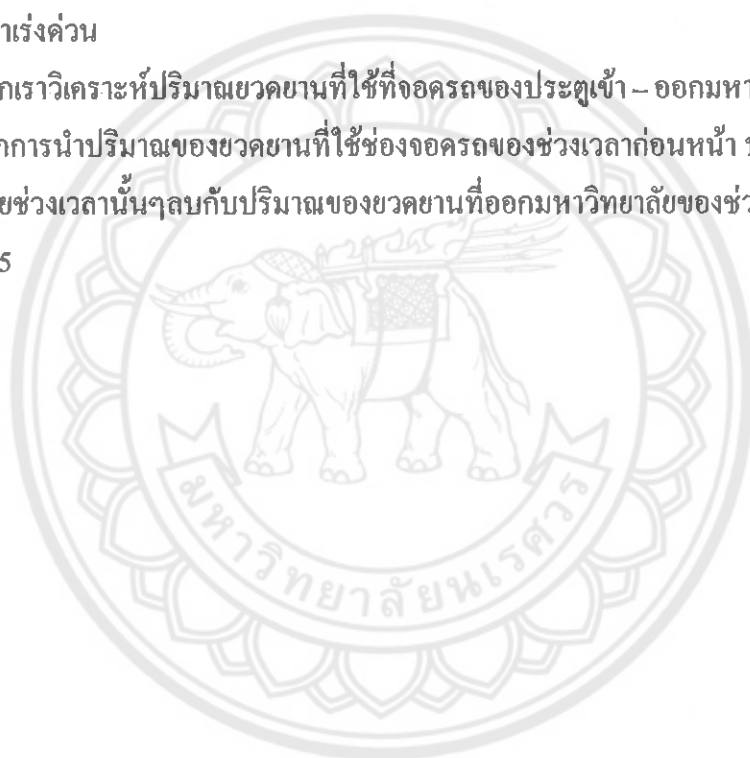 าเร่งด่วน
กเราวิเคราะห์ปริมาณยวดยานที่ใช้ที่จอดรถของประตูเข้า – ออกมหา
กการนำปริมาณของยวดยานที่ใช้ช่องจอดรถของช่วงเวลาก่อนหน้า
ยช่วงเวลานั้นๆลบกับปริมาณของยวดยานที่ออกมหาวิทยาลัยของช่ว
5
มหาวิทยาลัยนเรศวร